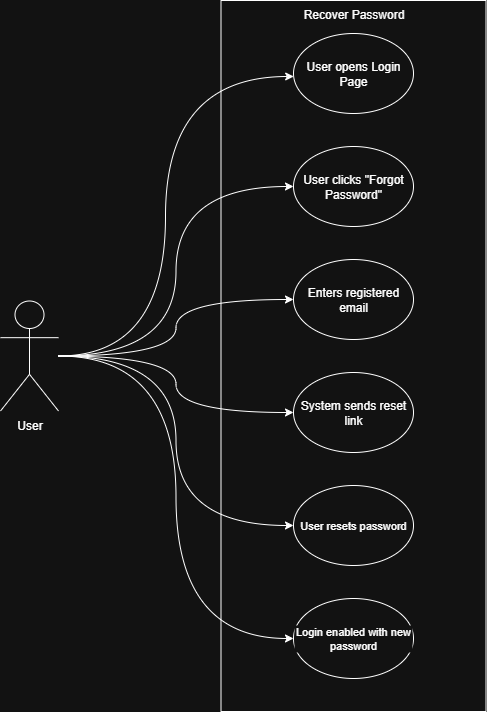 Recover Password
User opens Login
Page
User clicks "Forgot
Password"
Enters registered
email
System sends reset
link
User
User resets password
Login enabled with new
password